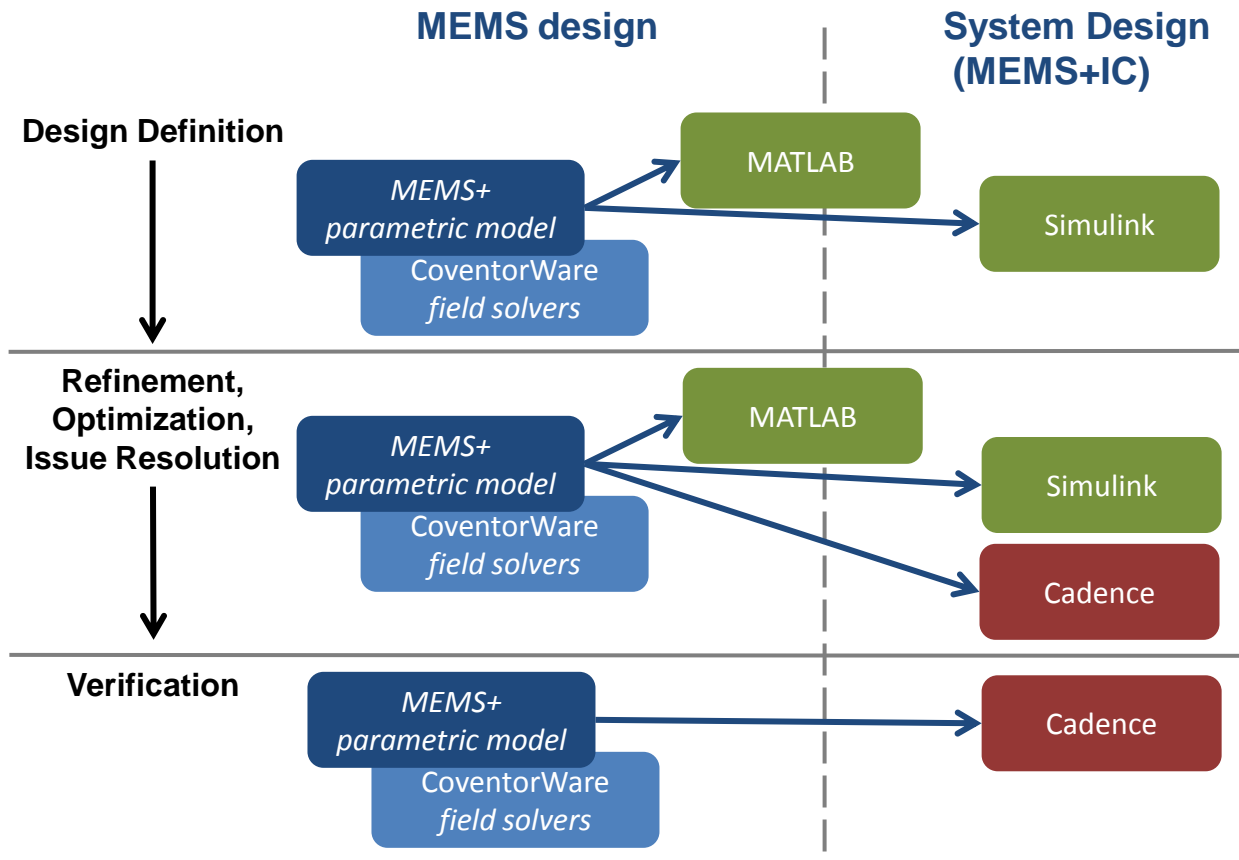 MEMS design
System Design
(MEMS+IC)
Design Definition
MEMS+
parametric model
CoventorWare
field solvers
MATLAB
Simulink
Refinement,
Optimization,
Issue Resolution
MEMS+
parametric model
CoventorWare
field solvers
MATLAB
Simulink
Cadence
Verification
MEMS+
parametric model
CoventorWare
field solvers
Cadence